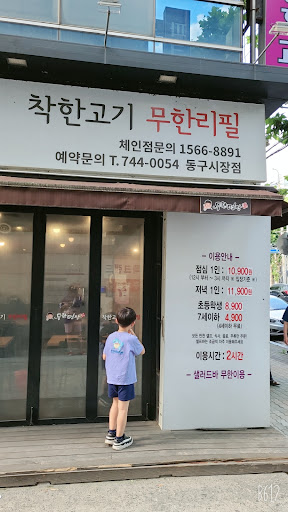 착한고기 무한리필
체인점문의 1566-8891
예약문의 T. 744-0054 동구시장점
- 이용안내 -
점심 1인 : 10,900원
저녁 1인 : 11,900원
초등학생 8,900
7세이하 4,900
이용시간 : 2시간
- 샐러드바 무한이용 -
B612